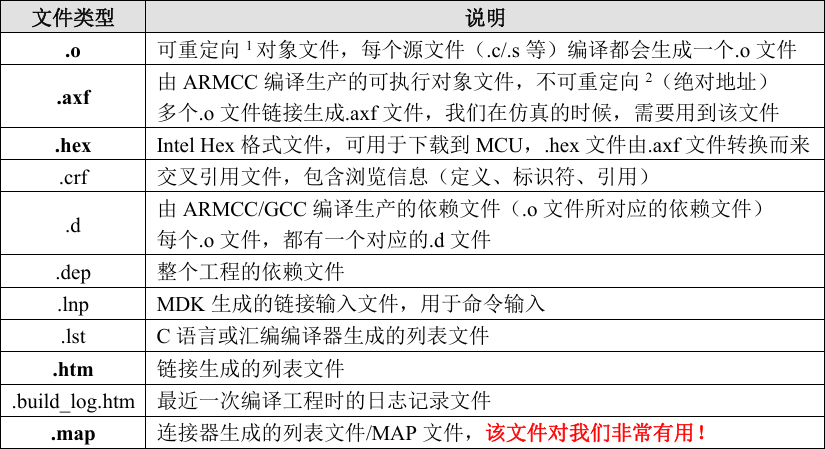 文件类型 说明
.o 可重定向1对象文件，每个源文件（.c/.s 等）编译都会生成一个.o 文件
.axf 由 ARMCC 编译生产的可执行对象文件，不可重定向2（绝对地址）
多个.o 文件链接生成.axf 文件，我们在仿真的时候，需要用到该文件
.hex Intel Hex 格式文件，可用于下载到 MCU，.hex 文件由.axf 文件转换而来
.crf 交叉引用文件，包含浏览信息（定义、标识符、引用）
.d 由 ARMCC/GCC 编译生产的依赖文件（.o 文件所对应的依赖文件）
每个.o 文件，都有一个对应的.d 文件
.dep 整个工程的依赖文件
.lnp MDK 生成的链接输入文件，用于命令输入
.lst C 语言或汇编编译器生成的列表文件
.htm 链接生成的列表文件
.build_log.htm 最近一次编译工程时的日志记录文件
.map 连接器生成的列表文件/MAP 文件，该文件对我们非常有用！